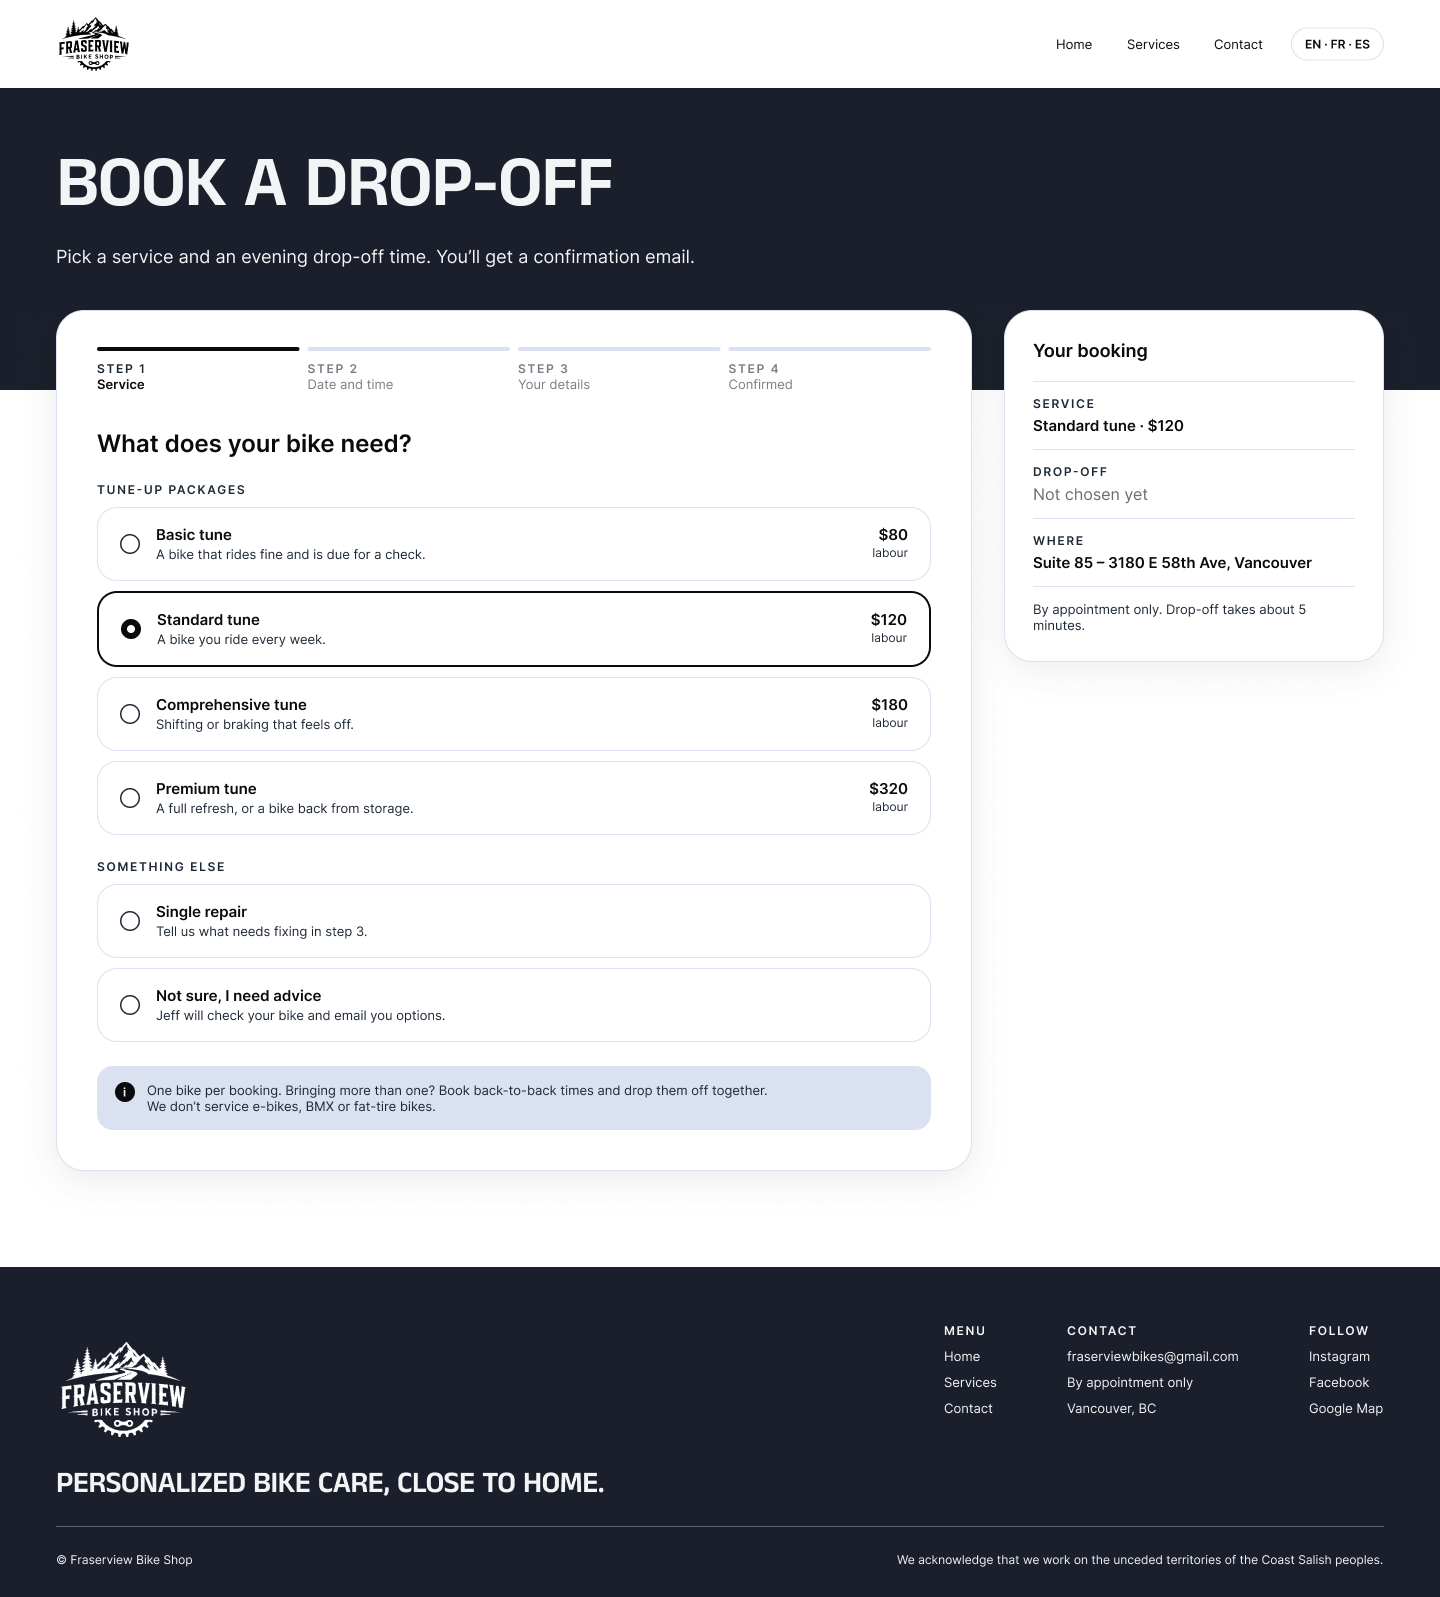 FRASERVIEW
BIKE SHOP
Home
Services
Contact
EN · FR · ES
BOOK A DROP-OFF
Pick a service and an evening drop-off time. You’ll get a confirmation email.
STEP 1
Service
STEP 2
Date and time
STEP 3
Your details
STEP 4
Confirmed
What does your bike need?
TUNE-UP PACKAGES
Basic tune
A bike that rides fine and is due for a check.
$80
labour
Standard tune
A bike you ride every week.
$120
labour
Comprehensive tune
Shifting or braking that feels off.
$180
labour
Premium tune
A full refresh, or a bike back from storage.
$320
labour
SOMETHING ELSE
Single repair
Tell us what needs fixing in step 3.
Not sure, I need advice
Jeff will check your bike and email you options.
i
One bike per booking. Bringing more than one? Book back-to-back times and drop them off together.
We don’t service e-bikes, BMX or fat-tire bikes.
Your booking
SERVICE
Standard tune · $120
DROP-OFF
Not chosen yet
WHERE
Suite 85 – 3180 E 58th Ave, Vancouver
By appointment only. Drop-off takes about 5
minutes.
FRASERVIEW
BIKE SHOP
PERSONALIZED BIKE CARE, CLOSE TO HOME.
MENU
Home
Services
Contact
CONTACT
fraserviewbikes@gmail.com
By appointment only
Vancouver, BC
FOLLOW
Instagram
Facebook
Google Map
© Fraserview Bike Shop
We acknowledge that we work on the unceded territories of the Coast Salish peoples.